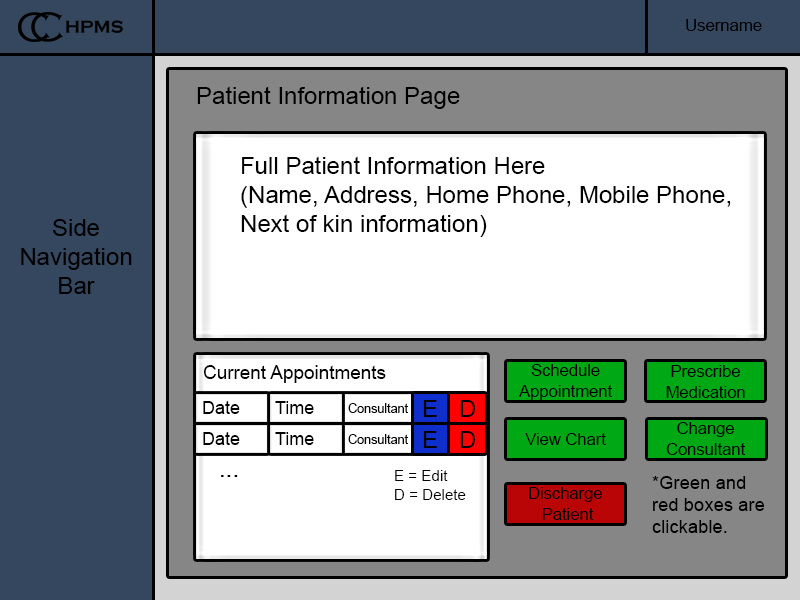 CCC HPMS
Username
Side
Navigation
Bar
Patient Information Page
Full Patient Information Here
(Name, Address, Home Phone, Mobile Phone,
Next of kin information)
Current Appointments
Date Time Consultant E D
Date Time Consultant E D
...
E = Edit
D = Delete
Schedule
Appointment
Prescribe
Medication
View Chart
Change
Consultant
Discharge
Patient
*Green and
red boxes are
clickable.